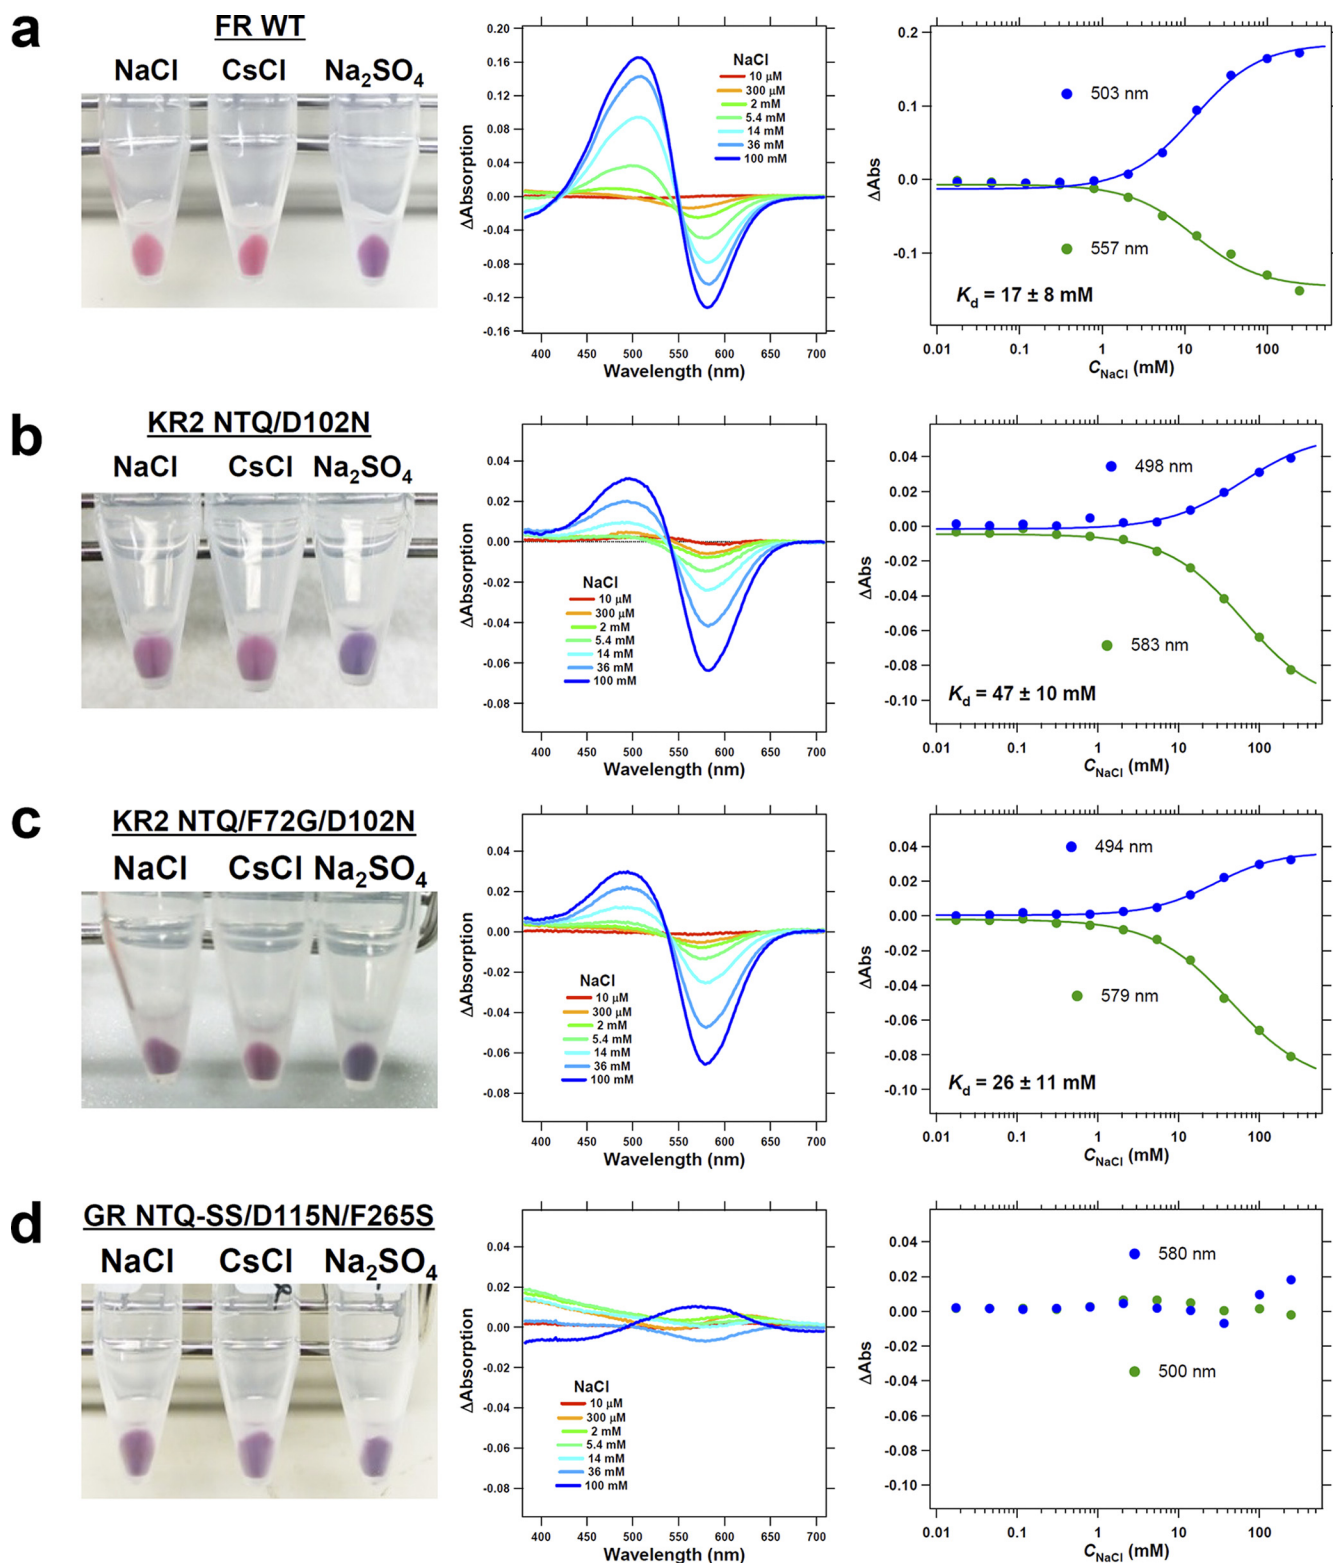 a
FR WT
NaCl CsCl Na₂SO₄
0.20
0.16
0.12
0.08
0.04
0.00
-0.04
-0.08
-0.12
-0.16
ΔAbsorption
NaCl
10 μM
300 μM
2 mM
5.4 mM
14 mM
36 mM
100 mM
400 450 500 550 600 650 700
Wavelength (nm)
0.2
0.1
0.0
-0.1
ΔAbs
503 nm
557 nm
Kd = 17 ± 8 mM
0.01 0.1 1 10 100
CNaCl (mM)
b
KR2 NTQ/D102N
NaCl CsCl Na₂SO₄
0.04
0.02
0.00
-0.02
-0.04
-0.06
-0.08
ΔAbsorption
NaCl
10 μM
300 μM
2 mM
5.4 mM
14 mM
36 mM
100 mM
400 450 500 550 600 650 700
Wavelength (nm)
0.04
0.02
0.00
-0.02
-0.04
-0.06
-0.08
-0.10
ΔAbs
498 nm
583 nm
Kd = 47 ± 10 mM
0.01 0.1 1 10 100
CNaCl (mM)
c
KR2 NTQ/F72G/D102N
NaCl CsCl Na₂SO₄
0.04
0.02
0.00
-0.02
-0.04
-0.06
-0.08
ΔAbsorption
NaCl
10 μM
300 μM
2 mM
5.4 mM
14 mM
36 mM
100 mM
400 450 500 550 600 650 700
Wavelength (nm)
0.04
0.02
0.00
-0.02
-0.04
-0.06
-0.08
-0.10
ΔAbs
494 nm
579 nm
Kd = 26 ± 11 mM
0.01 0.1 1 10 100
CNaCl (mM)
d
GR NTQ-SS/D115N/F265S
NaCl CsCl Na₂SO₄
0.04
0.02
0.00
-0.02
-0.04
-0.06
-0.08
ΔAbsorption
NaCl
10 μM
300 μM
2 mM
5.4 mM
14 mM
36 mM
100 mM
400 450 500 550 600 650 700
Wavelength (nm)
0.04
0.02
0.00
-0.02
-0.04
-0.06
-0.08
-0.10
ΔAbs
580 nm
500 nm
0.01 0.1 1 10 100
CNaCl (mM)